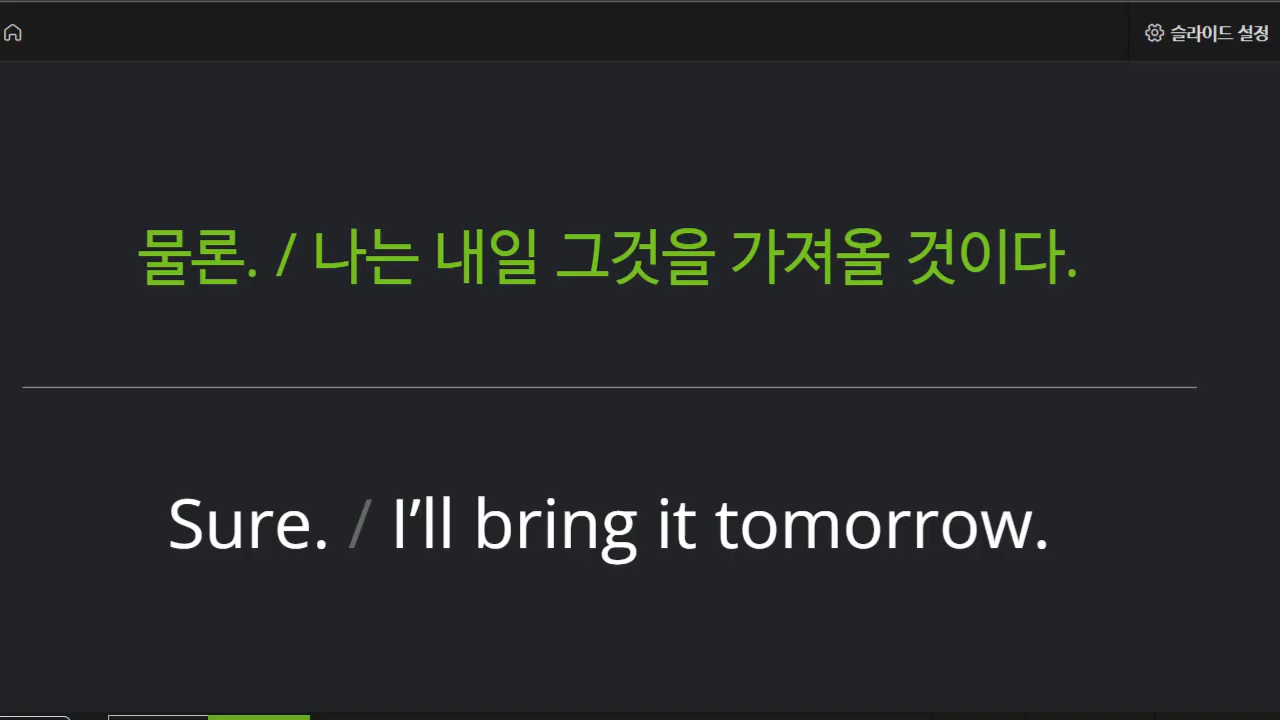 슬라이드 설정
물론. / 나는 내일 그것을 가져올 것이다.
Sure. / I’ll bring it tomorrow.